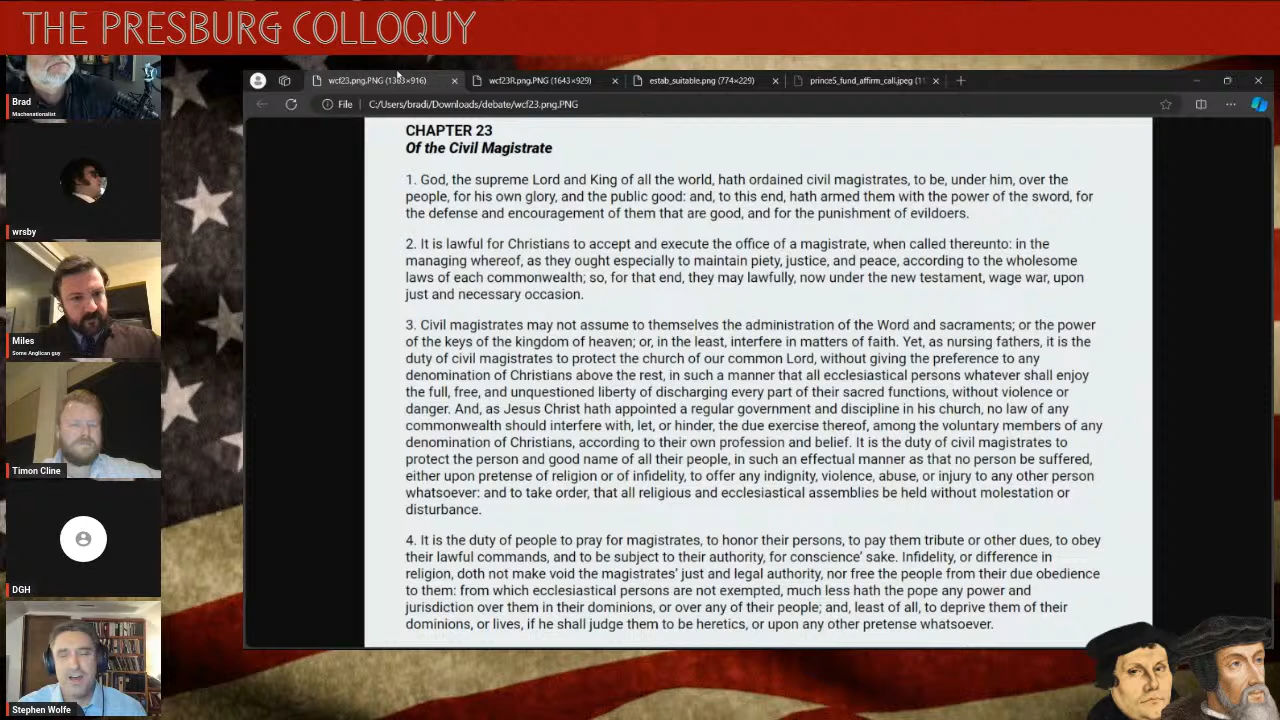 THE PRESBURG COLLOQUY
wcf23.png.PNG (1363×916)
wcf23R.png.PNG (1643×929)
estab_suitable.png (774×229)
prince5_fund_affirm_call.jpeg (11
File
C:/Users/bradi/Downloads/debate/wcf23.png.PNG
Brad
Machenationalist
wrsby
Miles
Some Anglican guy
Timon Cline
DGH
Stephen Wolfe
CHAPTER 23
Of the Civil Magistrate
1. God, the supreme Lord and King of all the world, hath ordained civil magistrates, to be, under him, over the
people, for his own glory, and the public good: and, to this end, hath armed them with the power of the sword, for
the defense and encouragement of them that are good, and for the punishment of evildoers.
2. It is lawful for Christians to accept and execute the office of a magistrate, when called thereunto: in the
managing whereof, as they ought especially to maintain piety, justice, and peace, according to the wholesome
laws of each commonwealth; so, for that end, they may lawfully, now under the new testament, wage war, upon
just and necessary occasion.
3. Civil magistrates may not assume to themselves the administration of the Word and sacraments; or the power
of the keys of the kingdom of heaven; or, in the least, interfere in matters of faith. Yet, as nursing fathers, it is the
duty of civil magistrates to protect the church of our common Lord, without giving the preference to any
denomination of Christians above the rest, in such a manner that all ecclesiastical persons whatever shall enjoy
the full, free, and unquestioned liberty of discharging every part of their sacred functions, without violence or
danger. And, as Jesus Christ hath appointed a regular government and discipline in his church, no law of any
commonwealth should interfere with, let, or hinder, the due exercise thereof, among the voluntary members of any
denomination of Christians, according to their own profession and belief. It is the duty of civil magistrates to
protect the person and good name of all their people, in such an effectual manner as that no person be suffered,
either upon pretense of religion or of infidelity, to offer any indignity, violence, abuse, or injury to any other person
whatsoever: and to take order, that all religious and ecclesiastical assemblies be held without molestation or
disturbance.
4. It is the duty of people to pray for magistrates, to honor their persons, to pay them tribute or other dues, to obey
their lawful commands, and to be subject to their authority, for conscience' sake. Infidelity, or difference in
religion, doth not make void the magistrates' just and legal authority, nor free the people from their due obedience
to them: from which ecclesiastical persons are not exempted, much less hath the pope any power and
jurisdiction over them in their dominions, or over any of their people; and, least of all, to deprive them of their
dominions, or lives, if he shall judge them to be heretics, or upon any other pretense whatsoever.